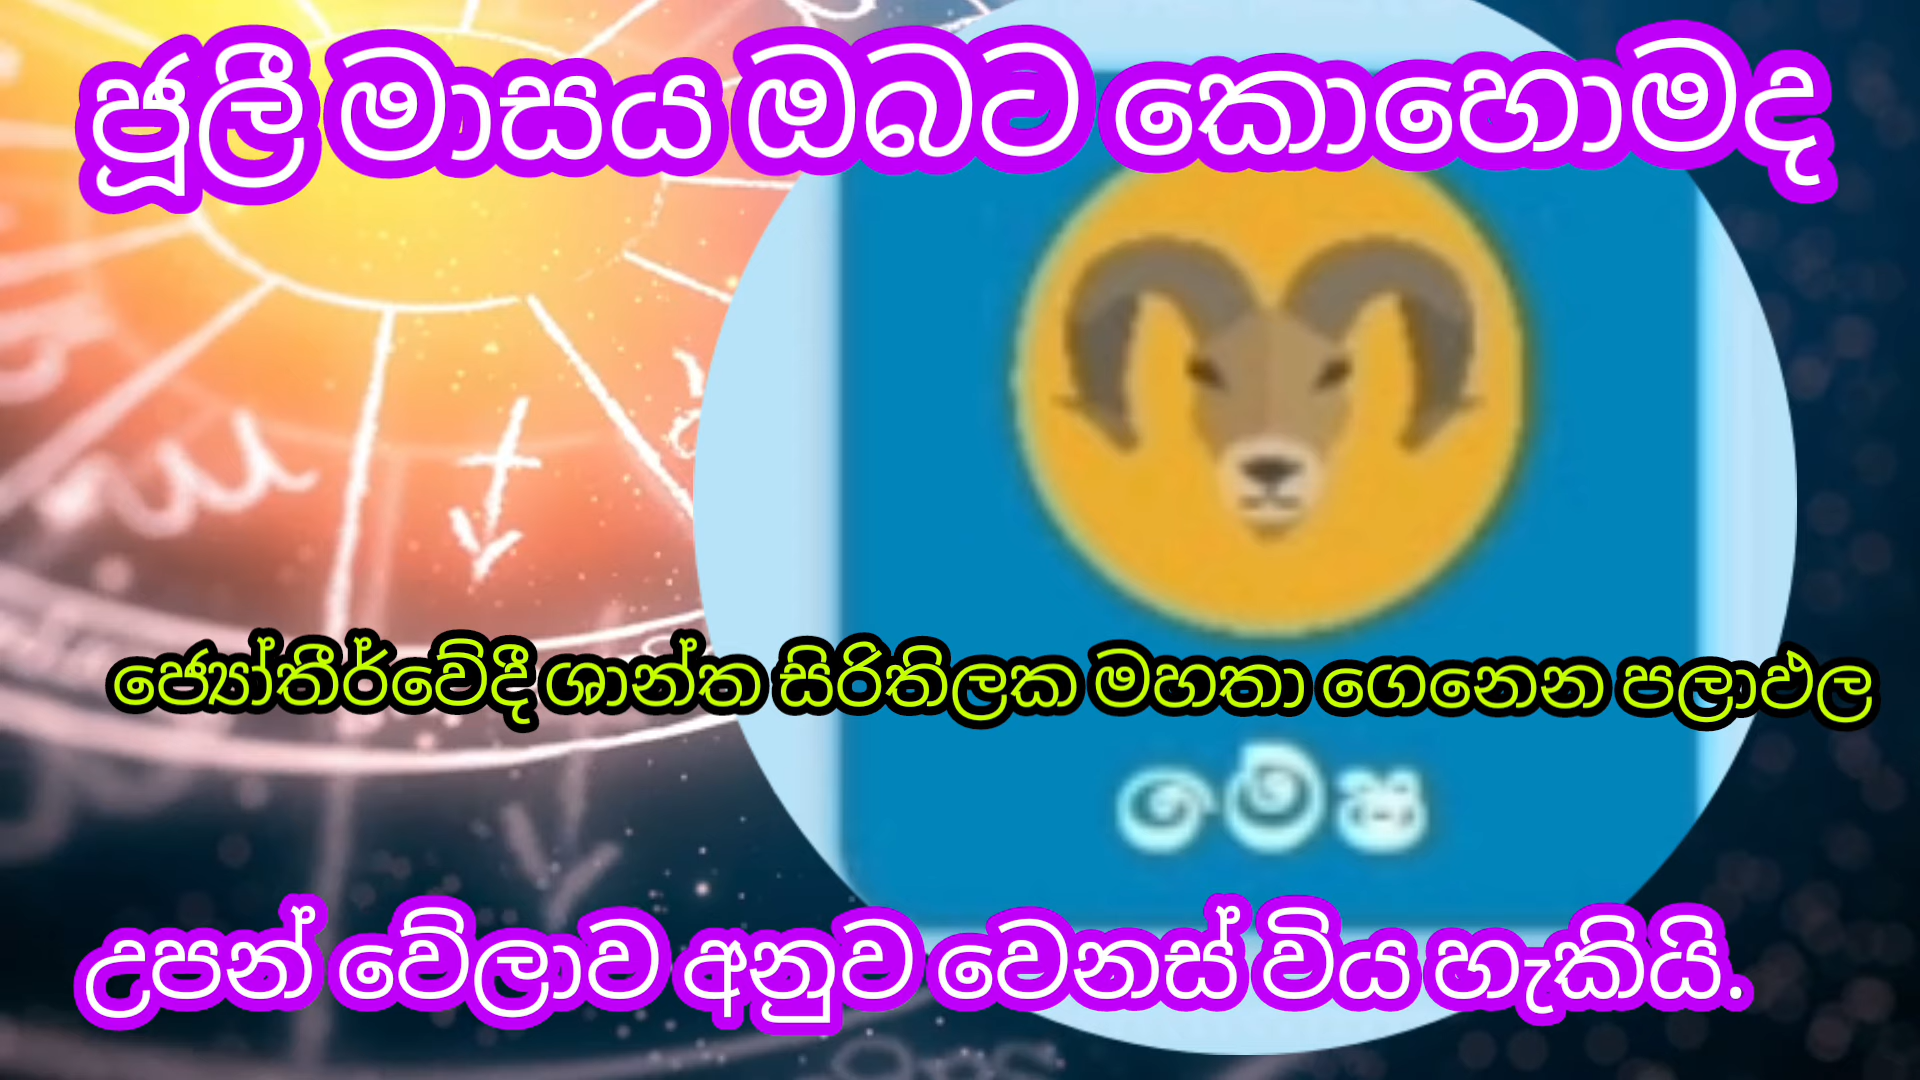 ජූලි මාසය ඔබට කොහොමද
ජ්‍යෝතීර්වේදී ශාන්ත සිරිතිලක මහතා ගෙනෙන පලාඵල
මේෂ
උපන් වේලාව අනුව වෙනස් විය හැකියි.